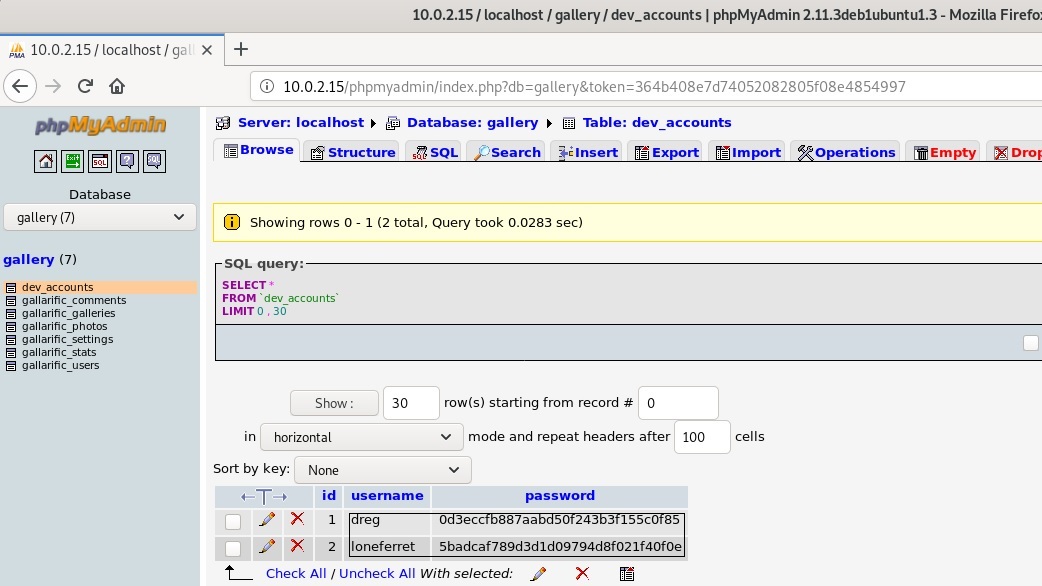 10.0.2.15 / localhost / gallery / dev_accounts | phpMyAdmin 2.11.3deb1ubuntu1.3 - Mozilla Firefo
10.0.2.15 / localhost / gal
10.0.2.15/phpmyadmin/index.php?db=gallery&token=364b408e7d74052082805f08e4854997
phpMyAdmin
SQL
Database
gallery (7)
gallery (7)
dev_accounts
gallarific_comments
gallarific_galleries
gallarific_photos
gallarific_settings
gallarific_stats
gallarific_users
Server: localhost Database: gallery Table: dev_accounts
Browse Structure SQL Search Insert Export Import Operations Empty Drop
Showing rows 0 - 1 (2 total, Query took 0.0283 sec)
SQL query:
SELECT *
FROM `dev_accounts`
LIMIT 0 , 30
Show : 30 row(s) starting from record # 0
in horizontal mode and repeat headers after 100 cells
Sort by key: None
←T→ id username password
1 dreg 0d3eccfb887aabd50f243b3f155c0f85
2 loneferret 5badcaf789d3d1d09794d8f021f40f0e
Check All / Uncheck All With selected: